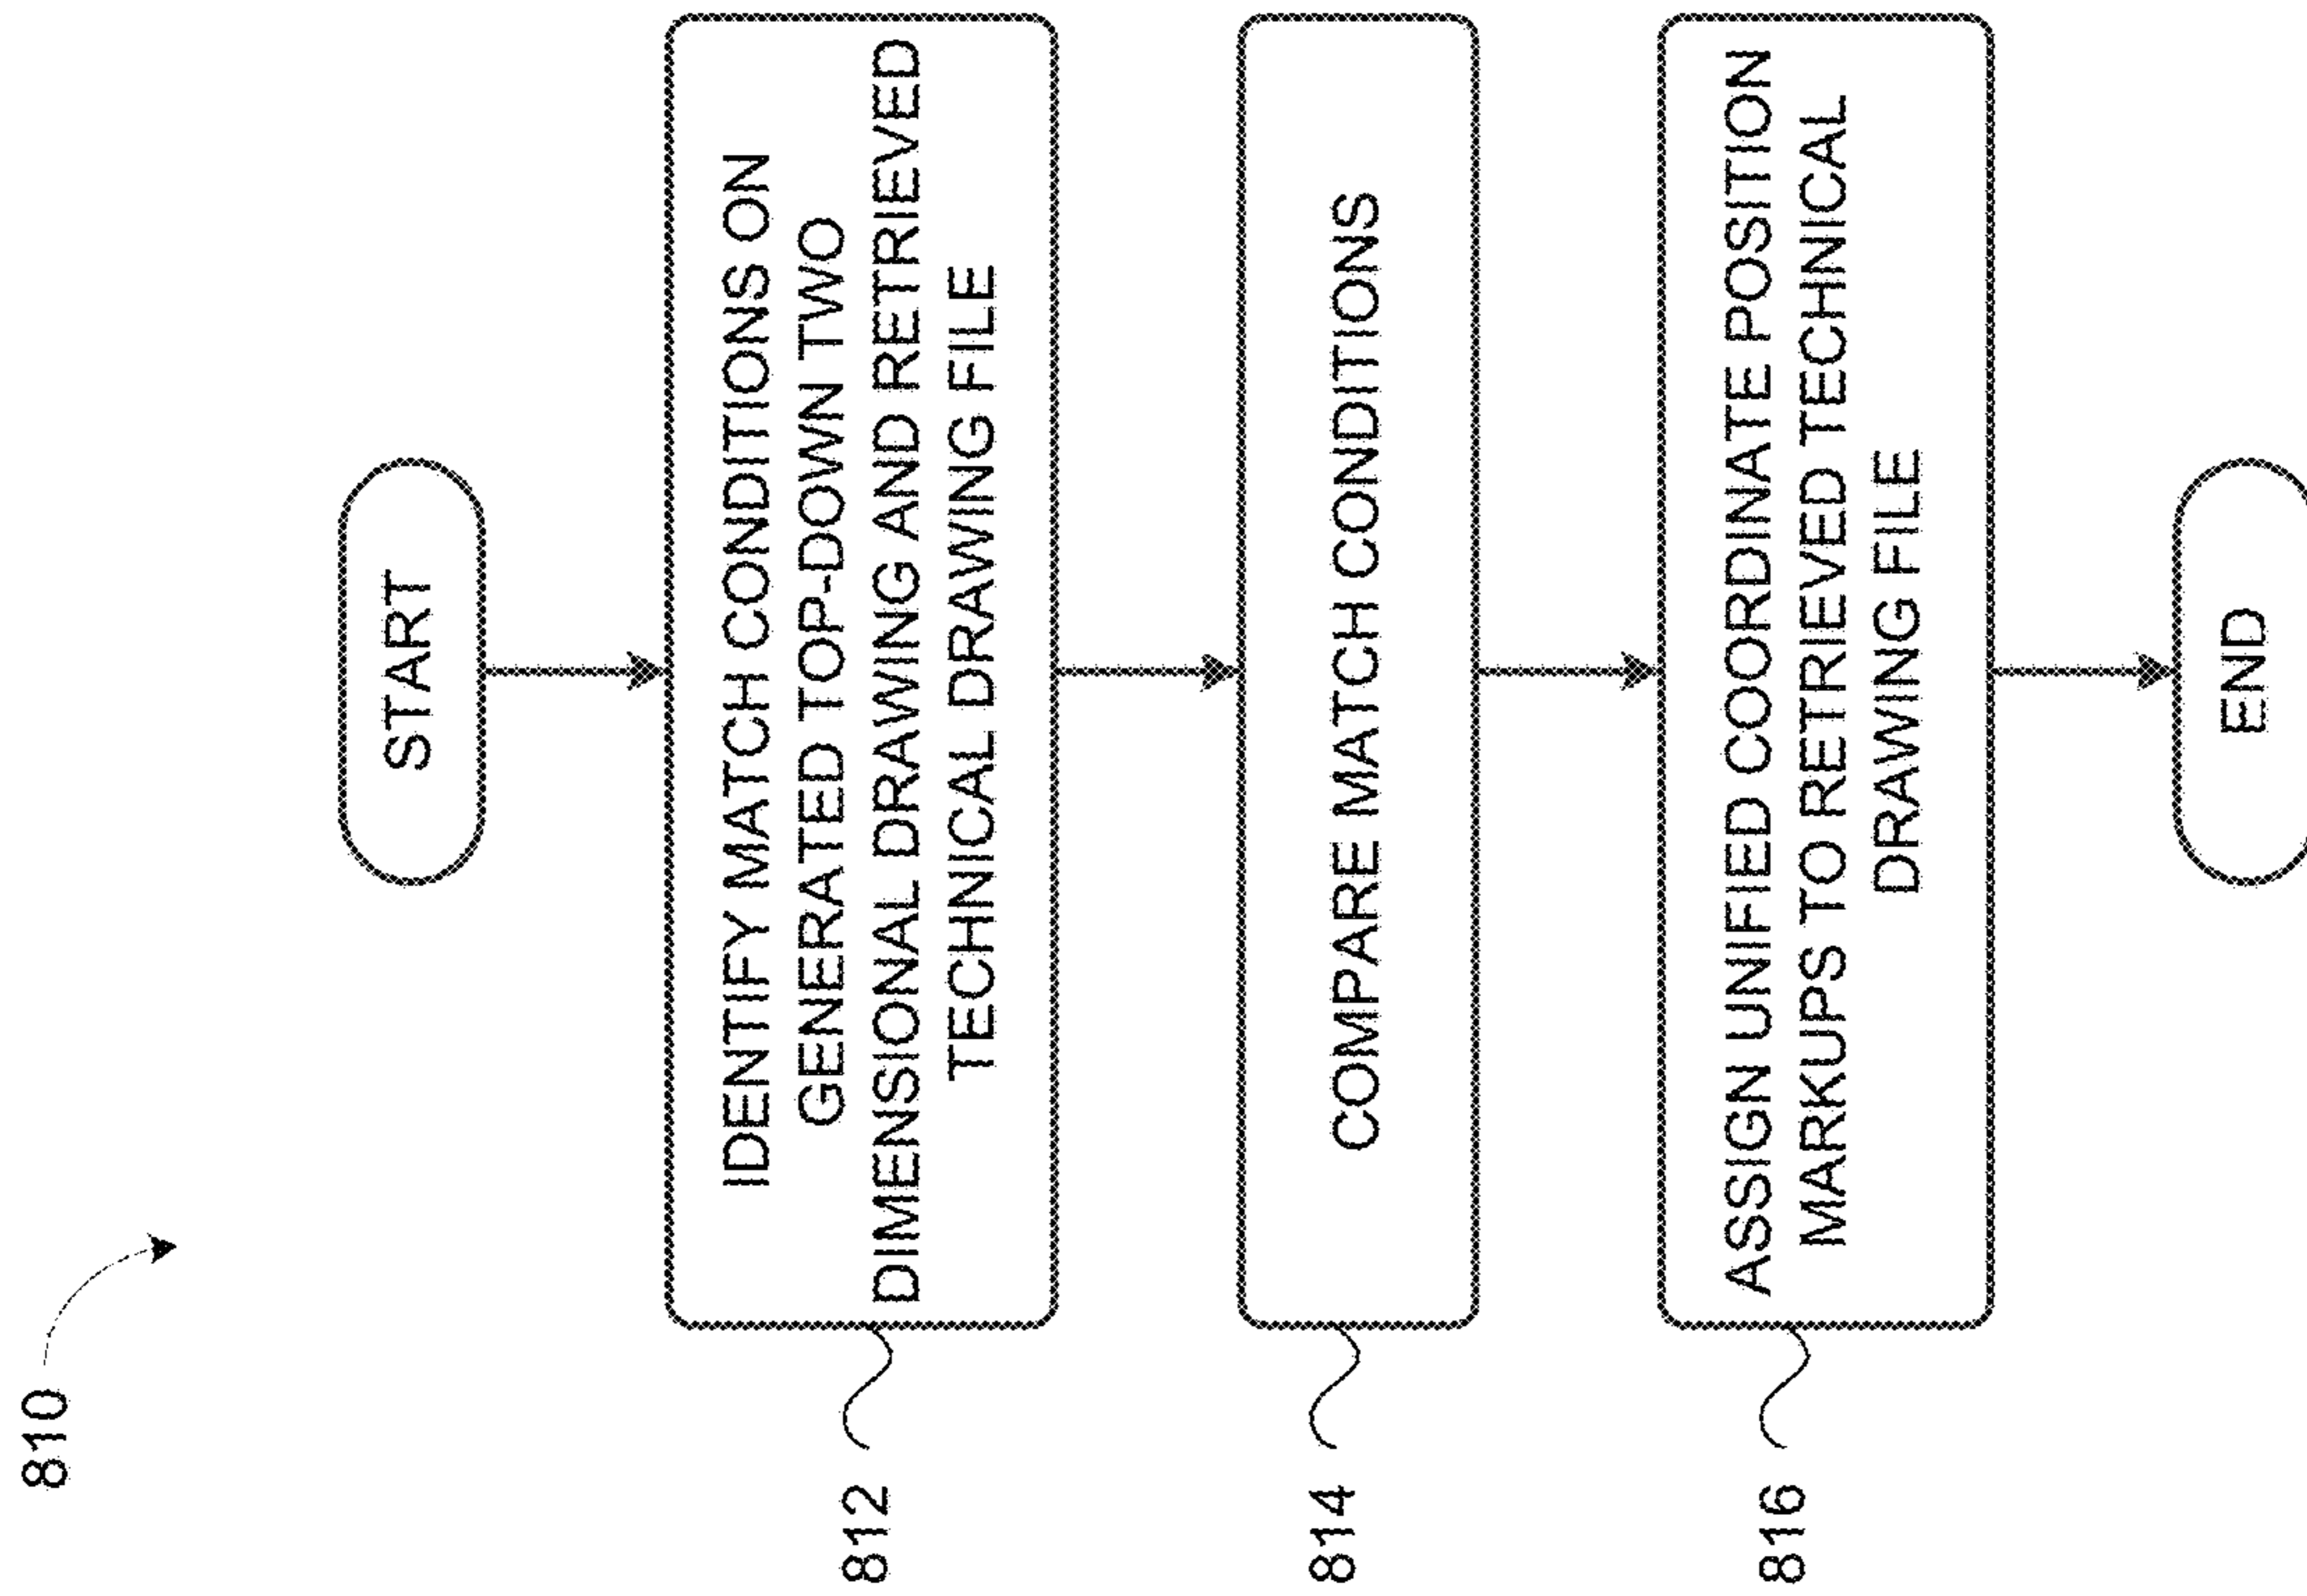 810
START
IDENTIFY MATCH CONDITIONS ON
GENERATED TOP-DOWN TWO
DIMENSIONAL DRAWING AND RETRIEVED
TECHNICAL DRAWING FILE
812
COMPARE MATCH CONDITIONS
814
ASSIGN UNIFIED COORDINATE POSITION
MARKUPS TO RETRIEVED TECHNICAL
DRAWING FILE
816
END